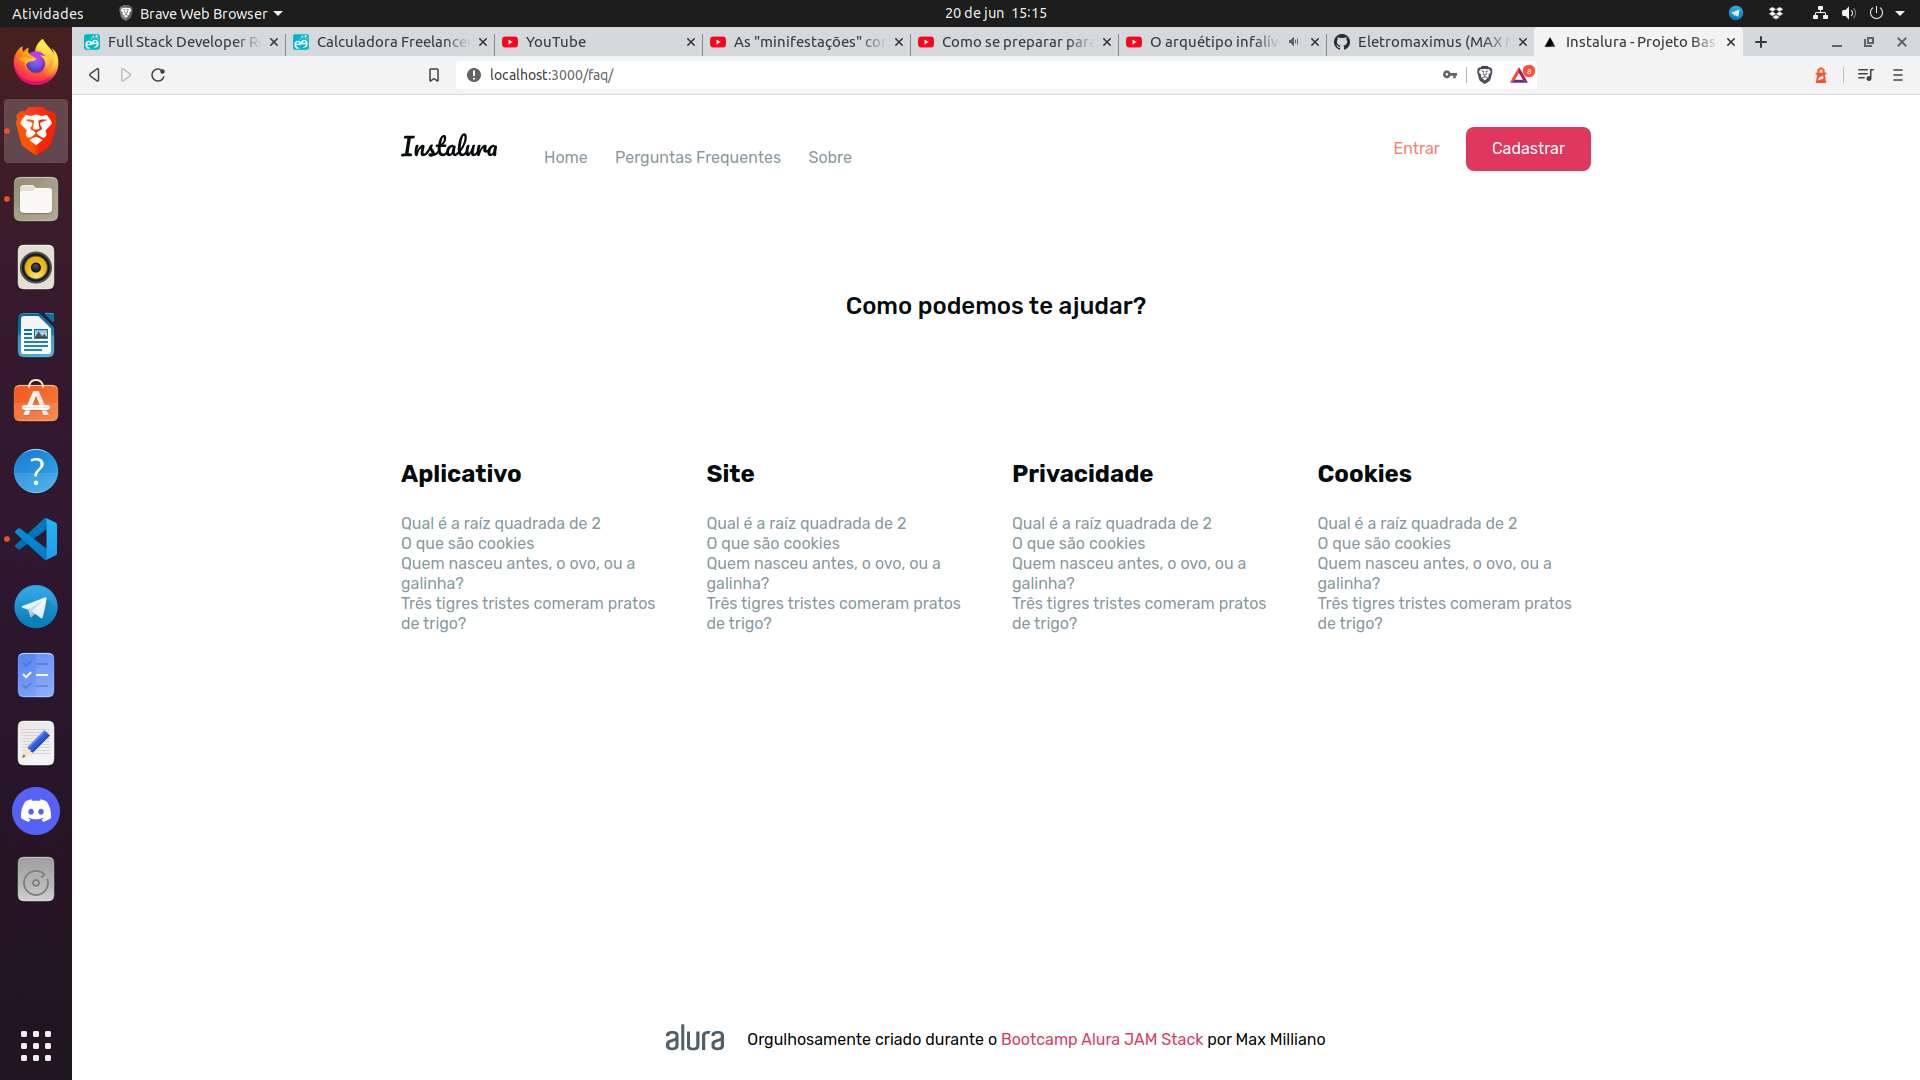 Atividades
Brave Web Browser
20 de jun 15:15
Full Stack Developer R
Calculadora Freelancer
YouTube
As "minifestações" co
Como se preparar para
O arquétipo infalív
Eletromaximus (MAX
Instalura - Projeto Bas
localhost:3000/faq/
8
Instalura
Home
Perguntas Frequentes
Sobre
Entrar
Cadastrar
Como podemos te ajudar?
Aplicativo
Qual é a raíz quadrada de 2
O que são cookies
Quem nasceu antes, o ovo, ou a
galinha?
Três tigres tristes comeram pratos
de trigo?
Site
Qual é a raíz quadrada de 2
O que são cookies
Quem nasceu antes, o ovo, ou a
galinha?
Três tigres tristes comeram pratos
de trigo?
Privacidade
Qual é a raíz quadrada de 2
O que são cookies
Quem nasceu antes, o ovo, ou a
galinha?
Três tigres tristes comeram pratos
de trigo?
Cookies
Qual é a raíz quadrada de 2
O que são cookies
Quem nasceu antes, o ovo, ou a
galinha?
Três tigres tristes comeram pratos
de trigo?
alura
Orgulhosamente criado durante o Bootcamp Alura JAM Stack por Max Milliano